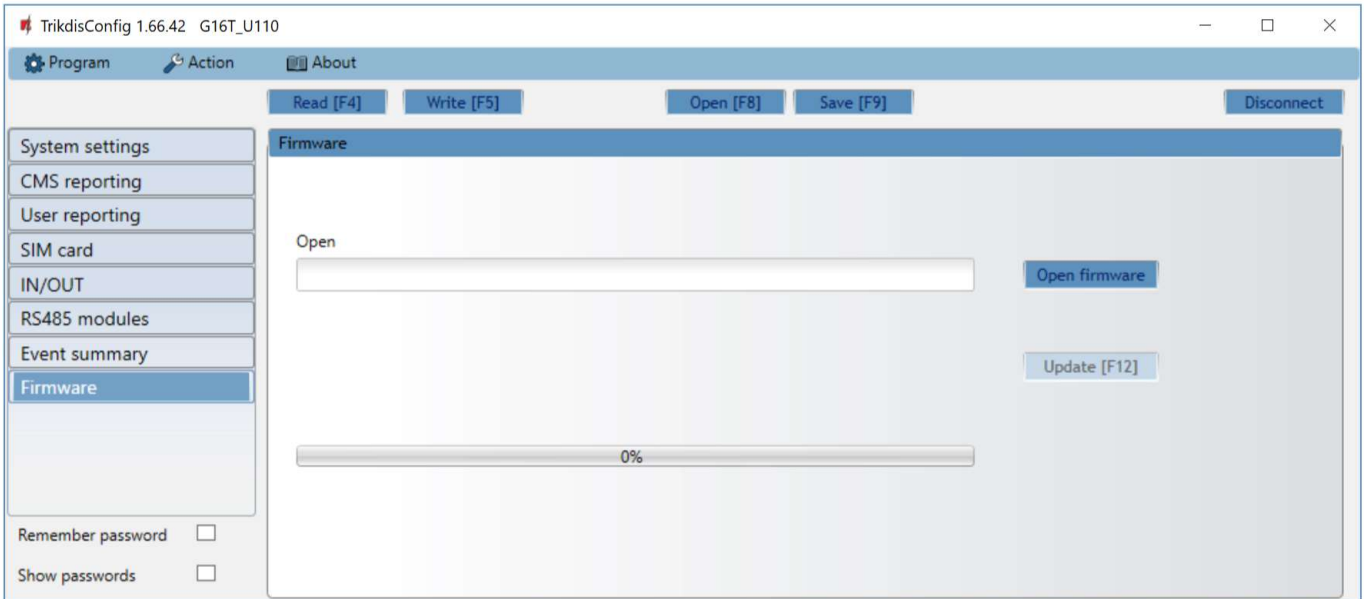 TrikdisConfig 1.66.42 G16T_U110
Program Action About
Read [F4] Write [F5] Open [F8] Save [F9] Disconnect
System settings
CMS reporting
User reporting
SIM card
IN/OUT
RS485 modules
Event summary
Firmware
Remember password
Show passwords
Firmware
Open
Open firmware
Update [F12]
0%